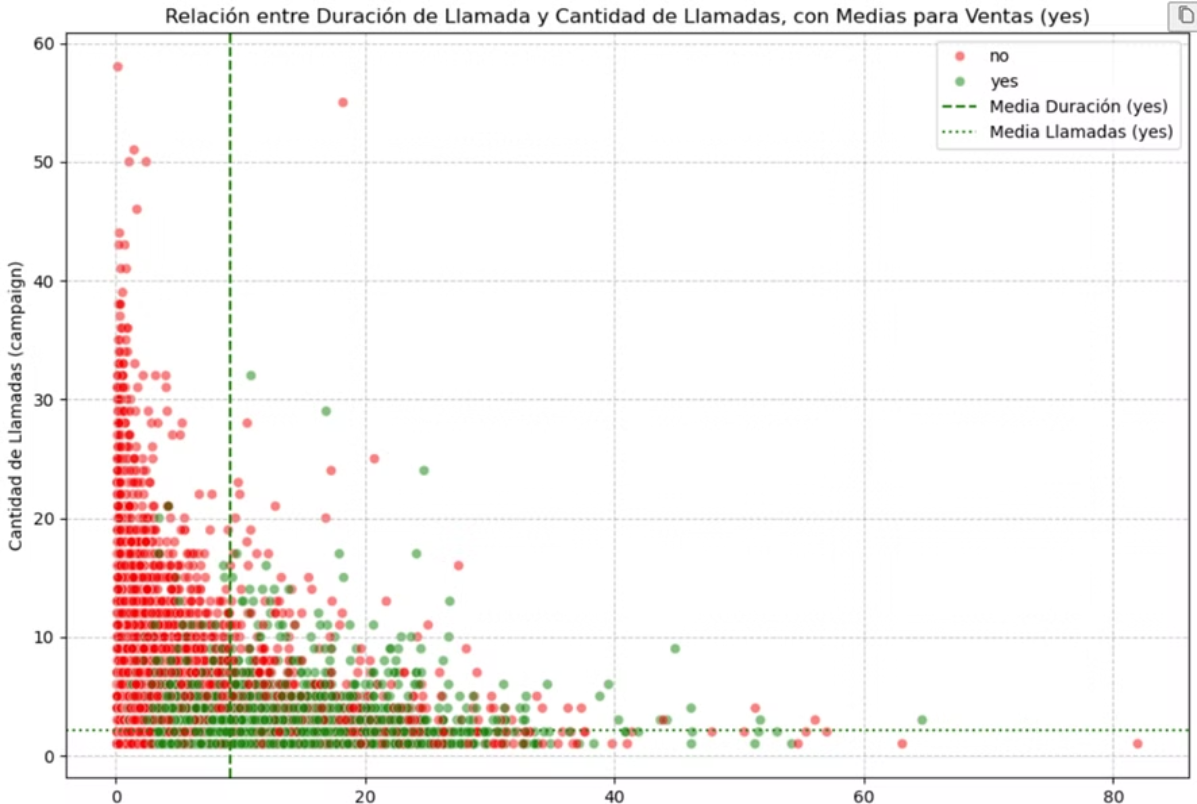 Relación entre Duración de Llamada y Cantidad de Llamadas, con Medias para Ventas (yes)
no
yes
Media Duración (yes)
Media Llamadas (yes)
Cantidad de Llamadas (campaign)
60
50
40
30
20
10
0
0
20
40
60
80